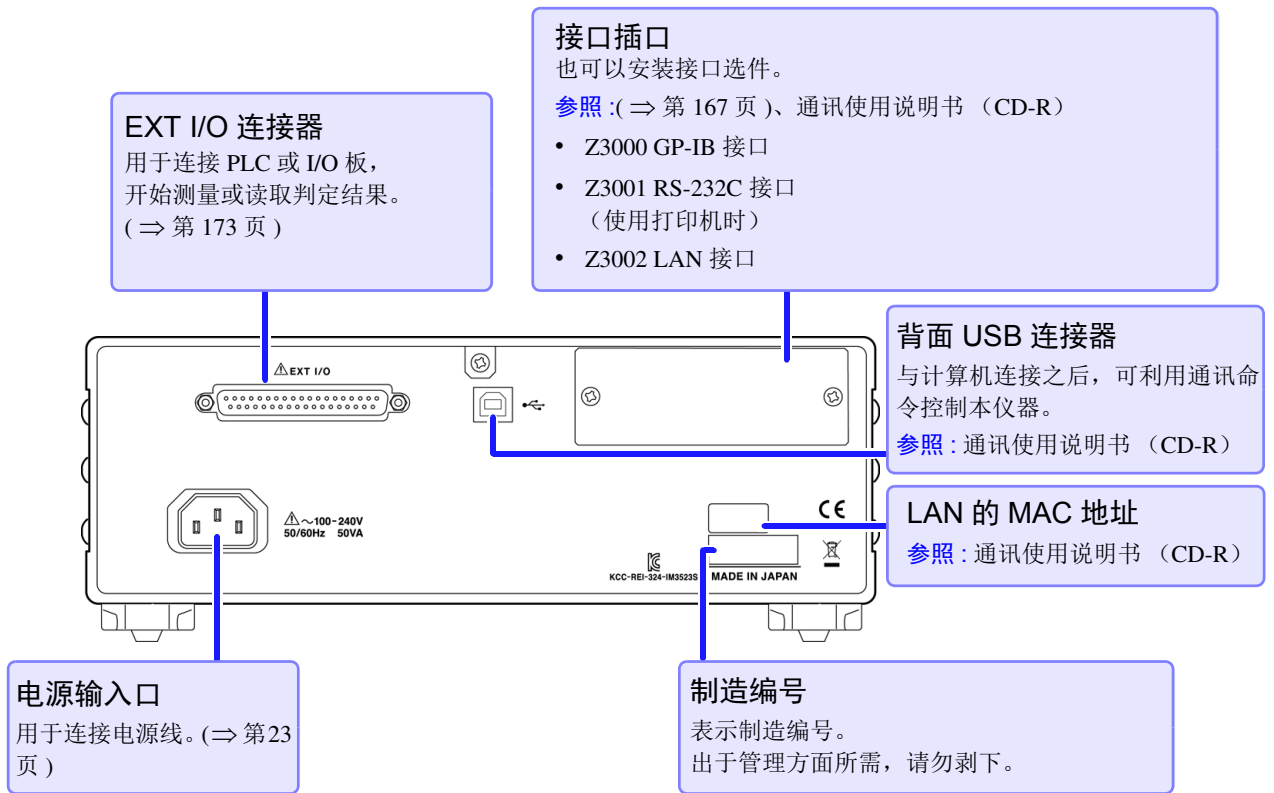 接口插口
也可以安装接口选件。
参照 :( ⇒ 第 167 页 )、通讯使用说明书 （CD-R）
• Z3000 GP-IB 接口
• Z3001 RS-232C 接口
（使用打印机时）
• Z3002 LAN 接口
EXT I/O 连接器
用于连接 PLC 或 I/O 板，
开始测量或读取判定结果。
( ⇒ 第 173 页 )
背面 USB 连接器
与计算机连接之后，可利用通讯命
令控制本仪器。
参照 : 通讯使用说明书 （CD-R）
⚠EXT I/O
⚠～100-240V
50/60Hz 50VA
CE
KCC-REI-324-IM3523S
MADE IN JAPAN
LAN 的 MAC 地址
参照 : 通讯使用说明书 （CD-R）
电源输入口
用于连接电源线。(⇒ 第23
页 )
制造编号
表示制造编号。
出于管理方面所需，请勿剥下。